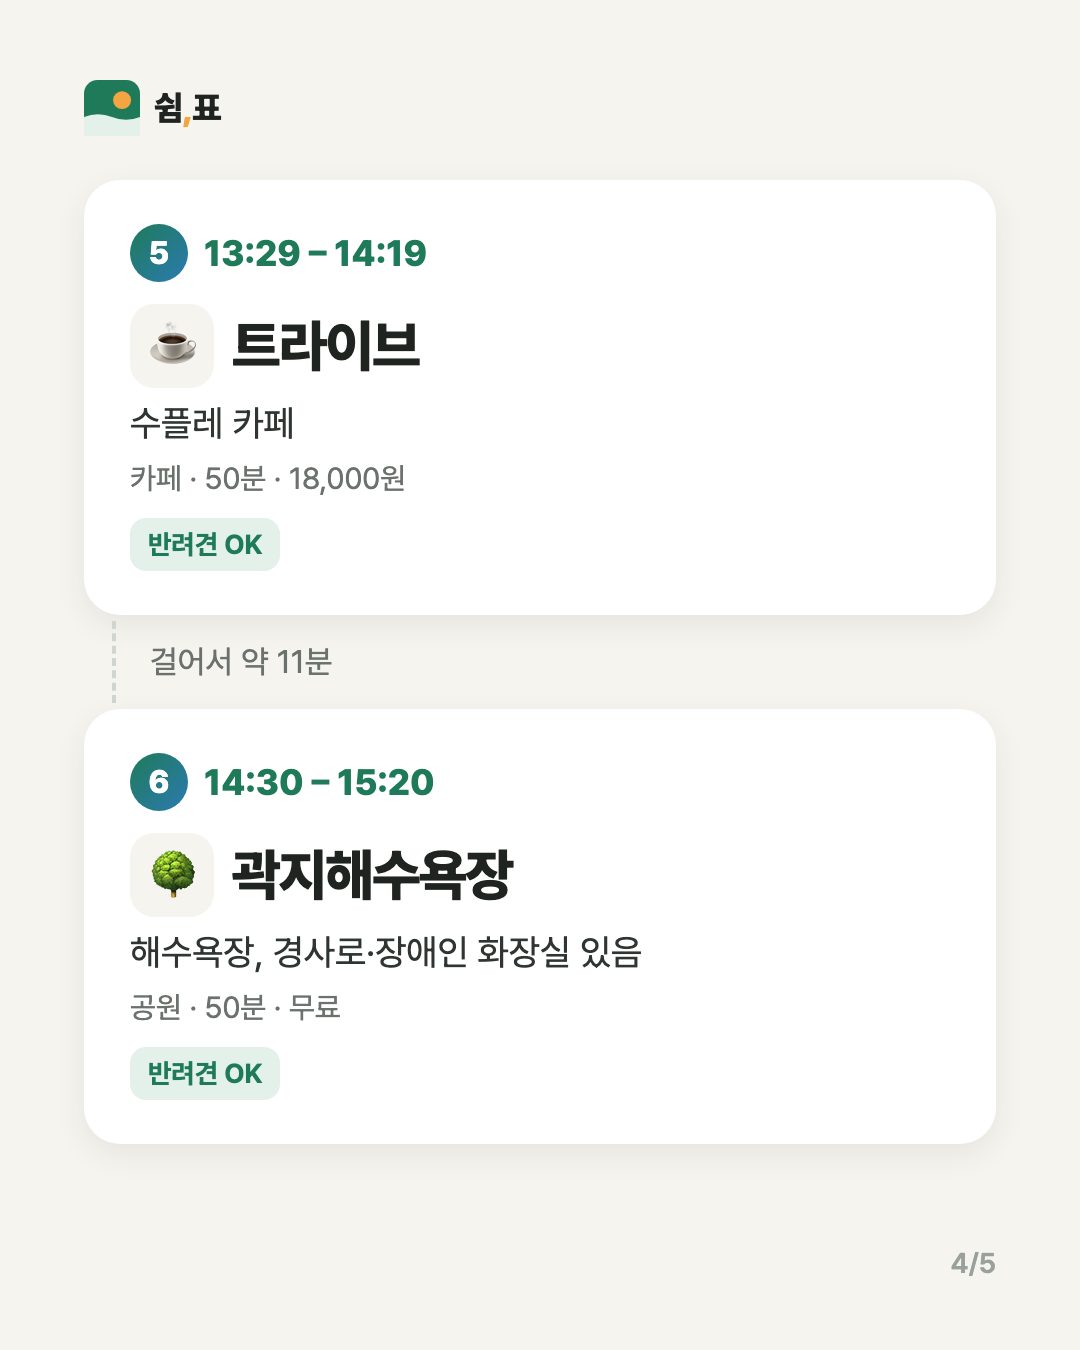 쉼,표
5 13:29 – 14:19
트라이브
수플레 카페
카페 · 50분 · 18,000원
반려견 OK
걸어서 약 11분
6 14:30 – 15:20
곽지해수욕장
해수욕장, 경사로·장애인 화장실 있음
공원 · 50분 · 무료
반려견 OK
4/5